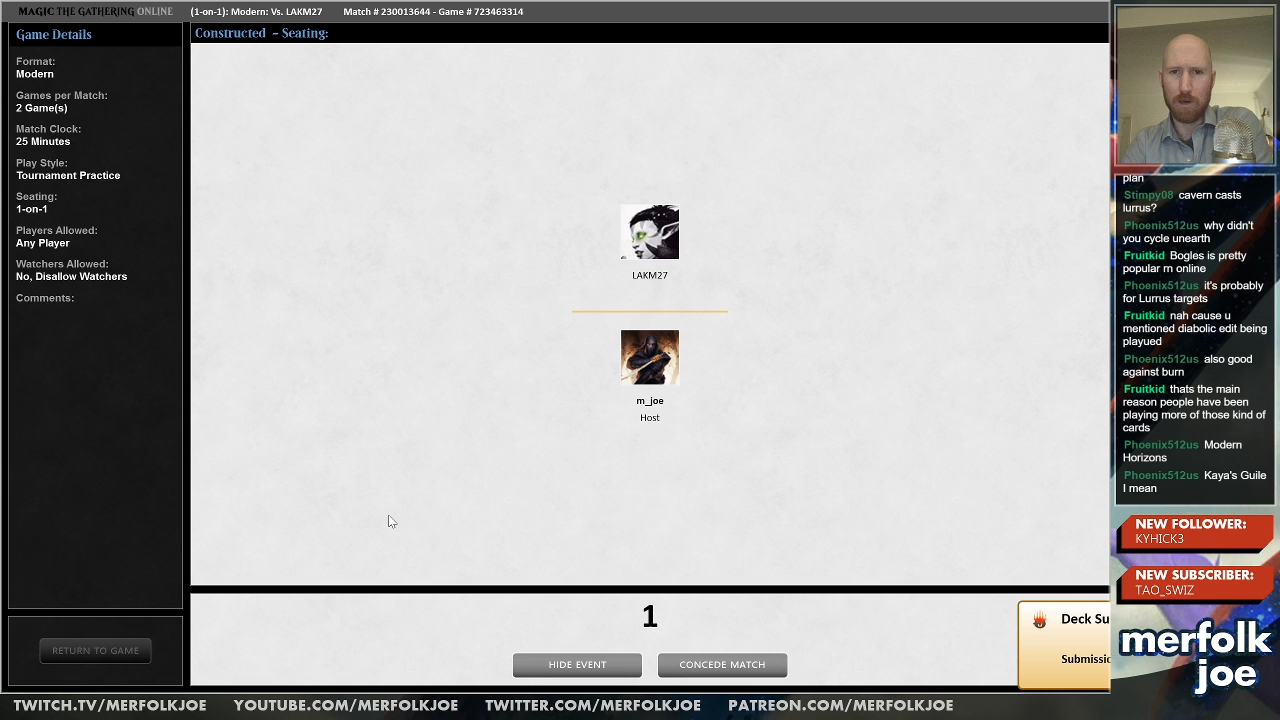 MAGIC THE GATHERING ONLINE
(1-on-1): Modern: Vs. LAKM27
Match # 230013644 - Game # 723463314
Game Details
Constructed - Seating:
Format:
Modern
Games per Match:
2 Game(s)
Match Clock:
25 Minutes
Play Style:
Tournament Practice
Seating:
1-on-1
Players Allowed:
Any Player
Watchers Allowed:
No, Disallow Watchers
Comments:
RETURN TO GAME
LAKM27
m_joe
Host
1
HIDE EVENT
CONCEDE MATCH
Deck Su
Submissio
plan
Stimpy08 cavern casts
lurrus?
Phoenix512us why didn't
you cycle unearth
Fruitkid Bogles is pretty
popular rn online
Phoenix512us it's probably
for Lurrus targets
Fruitkid nah cause u
mentioned diabolic edit being
playued
Phoenix512us also good
against burn
Fruitkid thats the main
reason people have been
playing more of those kind of
cards
Phoenix512us Modern
Horizons
Phoenix512us Kaya's Guile
I mean
NEW FOLLOWER:
KYHICK3
NEW SUBSCRIBER:
TAO_SWIZ
merfolk
joe
TWITCH.TV/MERFOLKJOE
YOUTUBE.COM/MERFOLKJOE
TWITTER.COM/MERFOLKJOE
PATREON.COM/MERFOLKJOE